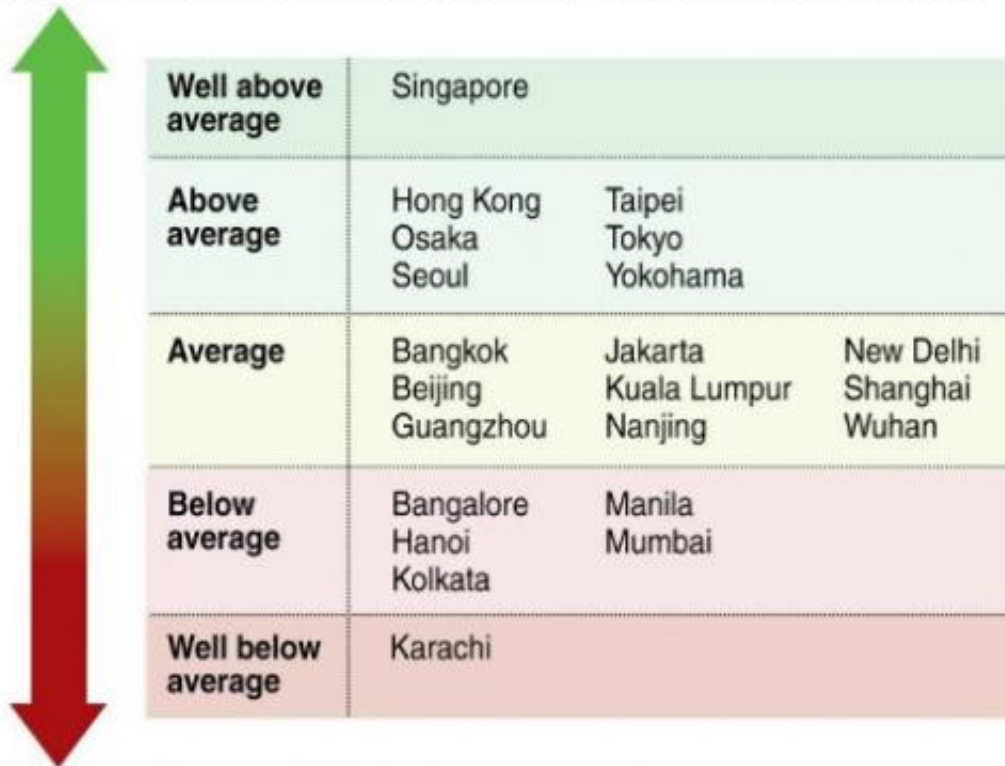 Well above average Singapore
Above average Hong Kong Taipei
Osaka Tokyo
Seoul Yokohama
Average Bangkok Jakarta New Delhi
Beijing Kuala Lumpur Shanghai
Guangzhou Nanjing Wuhan
Below average Bangalore Manila
Hanoi Mumbai
Kolkata
Well below average Karachi